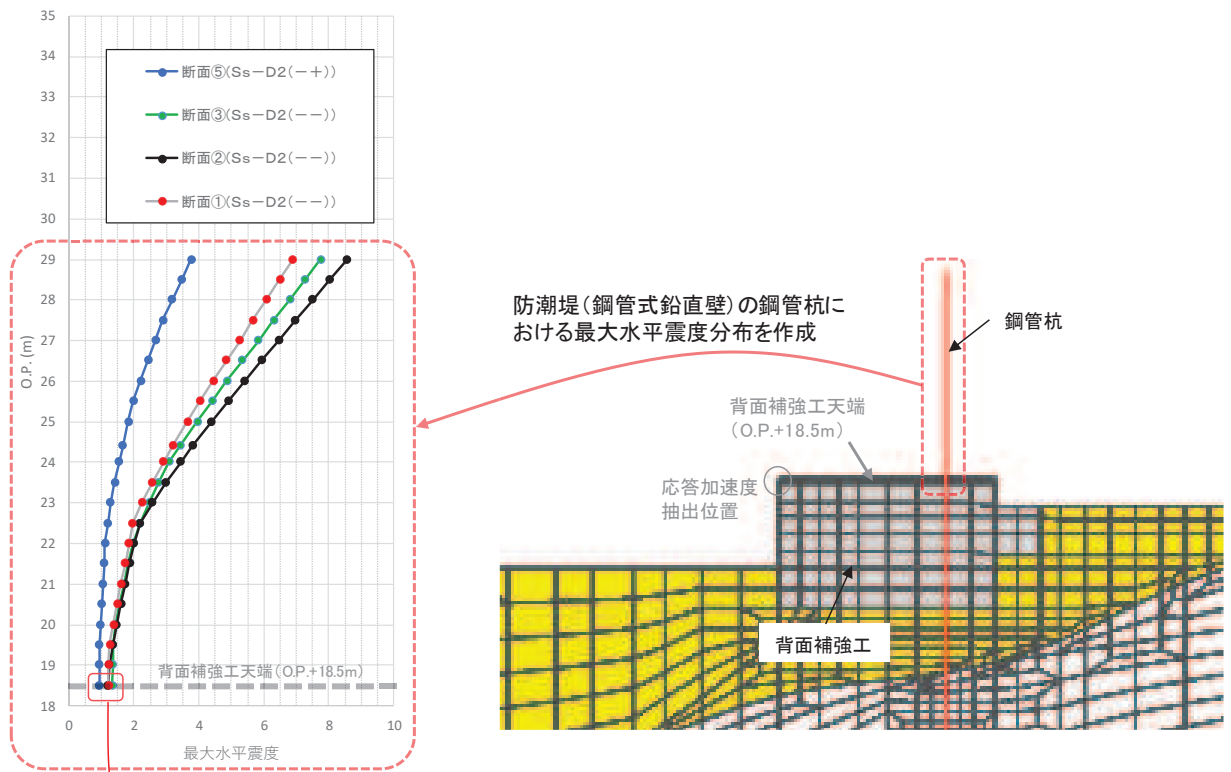 35
34
33
32
31
30
29
28
27
26
25
24
23
22
21
20
19
18
O.P. (m)
断面⑤(Ss－D2(－＋))
断面③(Ss－D2(－－))
断面②(Ss－D2(－－))
断面①(Ss－D2(－－))
背面補強工天端(O.P.+18.5m)
0
2
4
6
8
10
最大水平震度
防潮堤(鋼管式鉛直壁)の鋼管杭に
おける最大水平震度分布を作成
鋼管杭
背面補強工天端
(O.P.+18.5m)
応答加速度
抽出位置
背面補強工